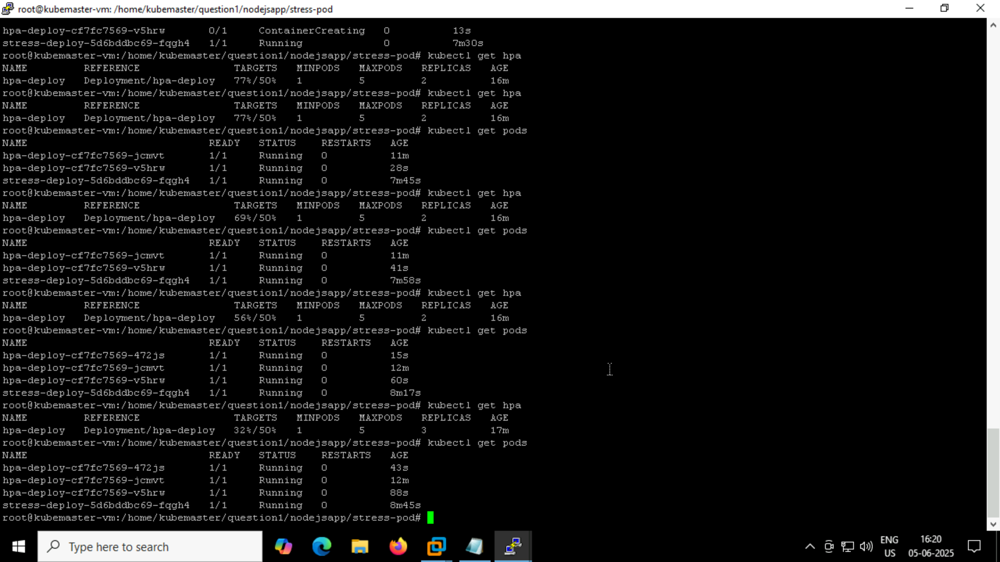 root@kubemaster-vm: /home/kubemaster/question1/nodejsapp/stress-pod
hpa-deploy-cf7fc7569-v5hrw 0/1 ContainerCreating 0 13s
stress-deploy-5d6bddbc69-fqgh4 1/1 Running 0 7m30s
root@kubemaster-vm:/home/kubemaster/question1/nodejsapp/stress-pod# kubectl get hpa
NAME REFERENCE TARGETS MINPODS MAXPODS REPLICAS AGE
hpa-deploy Deployment/hpa-deploy 77%/50% 1 5 2 16m
root@kubemaster-vm:/home/kubemaster/question1/nodejsapp/stress-pod# kubectl get hpa
NAME REFERENCE TARGETS MINPODS MAXPODS REPLICAS AGE
hpa-deploy Deployment/hpa-deploy 77%/50% 1 5 2 16m
root@kubemaster-vm:/home/kubemaster/question1/nodejsapp/stress-pod# kubectl get pods
NAME READY STATUS RESTARTS AGE
hpa-deploy-cf7fc7569-jcmvt 1/1 Running 0 11m
hpa-deploy-cf7fc7569-v5hrw 1/1 Running 0 28s
stress-deploy-5d6bddbc69-fqgh4 1/1 Running 0 7m45s
root@kubemaster-vm:/home/kubemaster/question1/nodejsapp/stress-pod# kubectl get hpa
NAME REFERENCE TARGETS MINPODS MAXPODS REPLICAS AGE
hpa-deploy Deployment/hpa-deploy 69%/50% 1 5 2 16m
root@kubemaster-vm:/home/kubemaster/question1/nodejsapp/stress-pod# kubectl get pods
NAME READY STATUS RESTARTS AGE
hpa-deploy-cf7fc7569-jcmvt 1/1 Running 0 11m
hpa-deploy-cf7fc7569-v5hrw 1/1 Running 0 41s
stress-deploy-5d6bddbc69-fqgh4 1/1 Running 0 7m58s
root@kubemaster-vm:/home/kubemaster/question1/nodejsapp/stress-pod# kubectl get hpa
NAME REFERENCE TARGETS MINPODS MAXPODS REPLICAS AGE
hpa-deploy Deployment/hpa-deploy 56%/50% 1 5 2 16m
root@kubemaster-vm:/home/kubemaster/question1/nodejsapp/stress-pod# kubectl get pods
NAME READY STATUS RESTARTS AGE
hpa-deploy-cf7fc7569-472js 1/1 Running 0 15s
hpa-deploy-cf7fc7569-jcmvt 1/1 Running 0 12m
hpa-deploy-cf7fc7569-v5hrw 1/1 Running 0 60s
stress-deploy-5d6bddbc69-fqgh4 1/1 Running 0 8m17s
root@kubemaster-vm:/home/kubemaster/question1/nodejsapp/stress-pod# kubectl get hpa
NAME REFERENCE TARGETS MINPODS MAXPODS REPLICAS AGE
hpa-deploy Deployment/hpa-deploy 32%/50% 1 5 3 17m
root@kubemaster-vm:/home/kubemaster/question1/nodejsapp/stress-pod# kubectl get pods
NAME READY STATUS RESTARTS AGE
hpa-deploy-cf7fc7569-472js 1/1 Running 0 43s
hpa-deploy-cf7fc7569-jcmvt 1/1 Running 0 12m
hpa-deploy-cf7fc7569-v5hrw 1/1 Running 0 88s
stress-deploy-5d6bddbc69-fqgh4 1/1 Running 0 8m45s
root@kubemaster-vm:/home/kubemaster/question1/nodejsapp/stress-pod#
Type here to search
ENG
US
16:20
05-06-2025